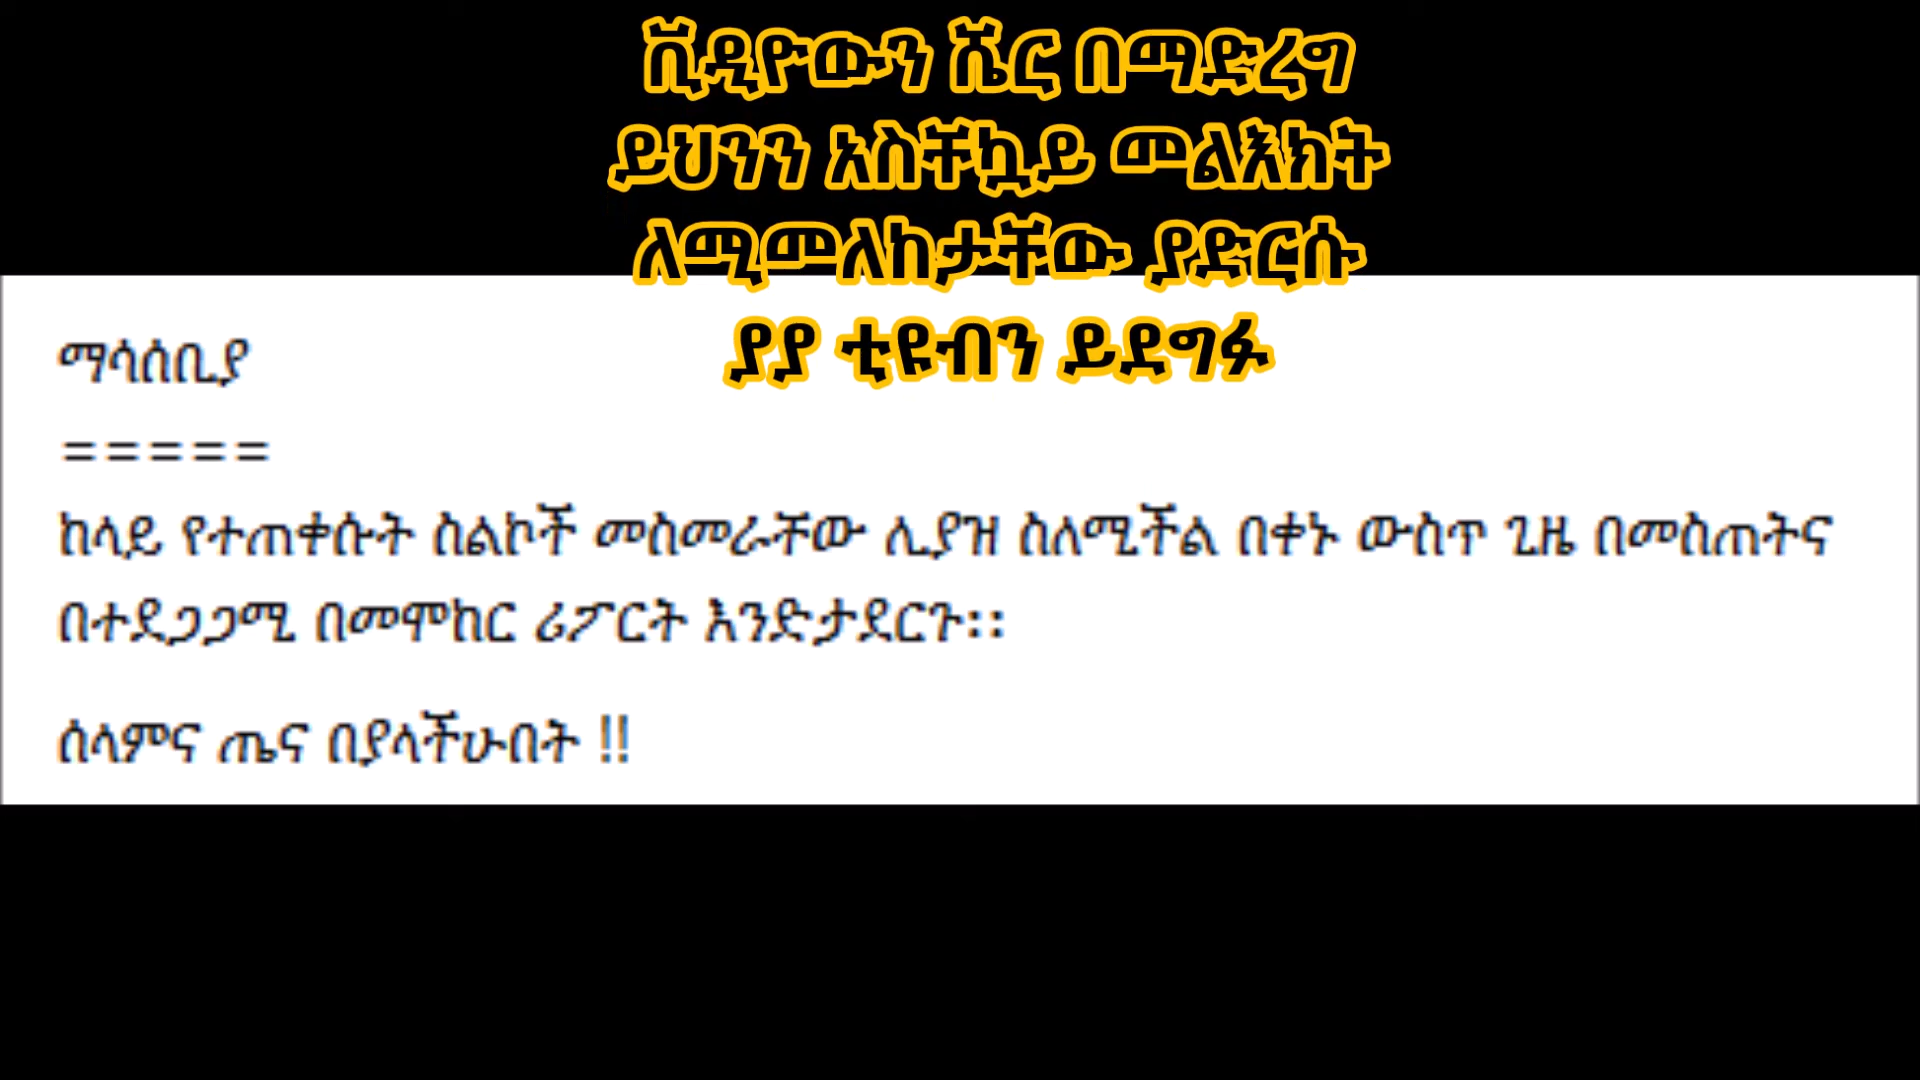 ቪዲዮውን ሼር በማድረግ
ይህንን አስቸኳይ መልእክት
ለሚመለከታቸው ያድርሱ
ያያ ቲዩብን ይደግፉ
ማሳሰቢያ
=====
ከላይ የተጠቀሱት ስልኮች መስመራቸው ሊያዝ ስለሚችል በቀኑ ውስጥ ጊዜ በመስጠትና
በተደጋጋሚ በመሞከር ሪፖርት እንድታደርጉ፡፡
ሰላምና ጤና በያላችሁበት !!